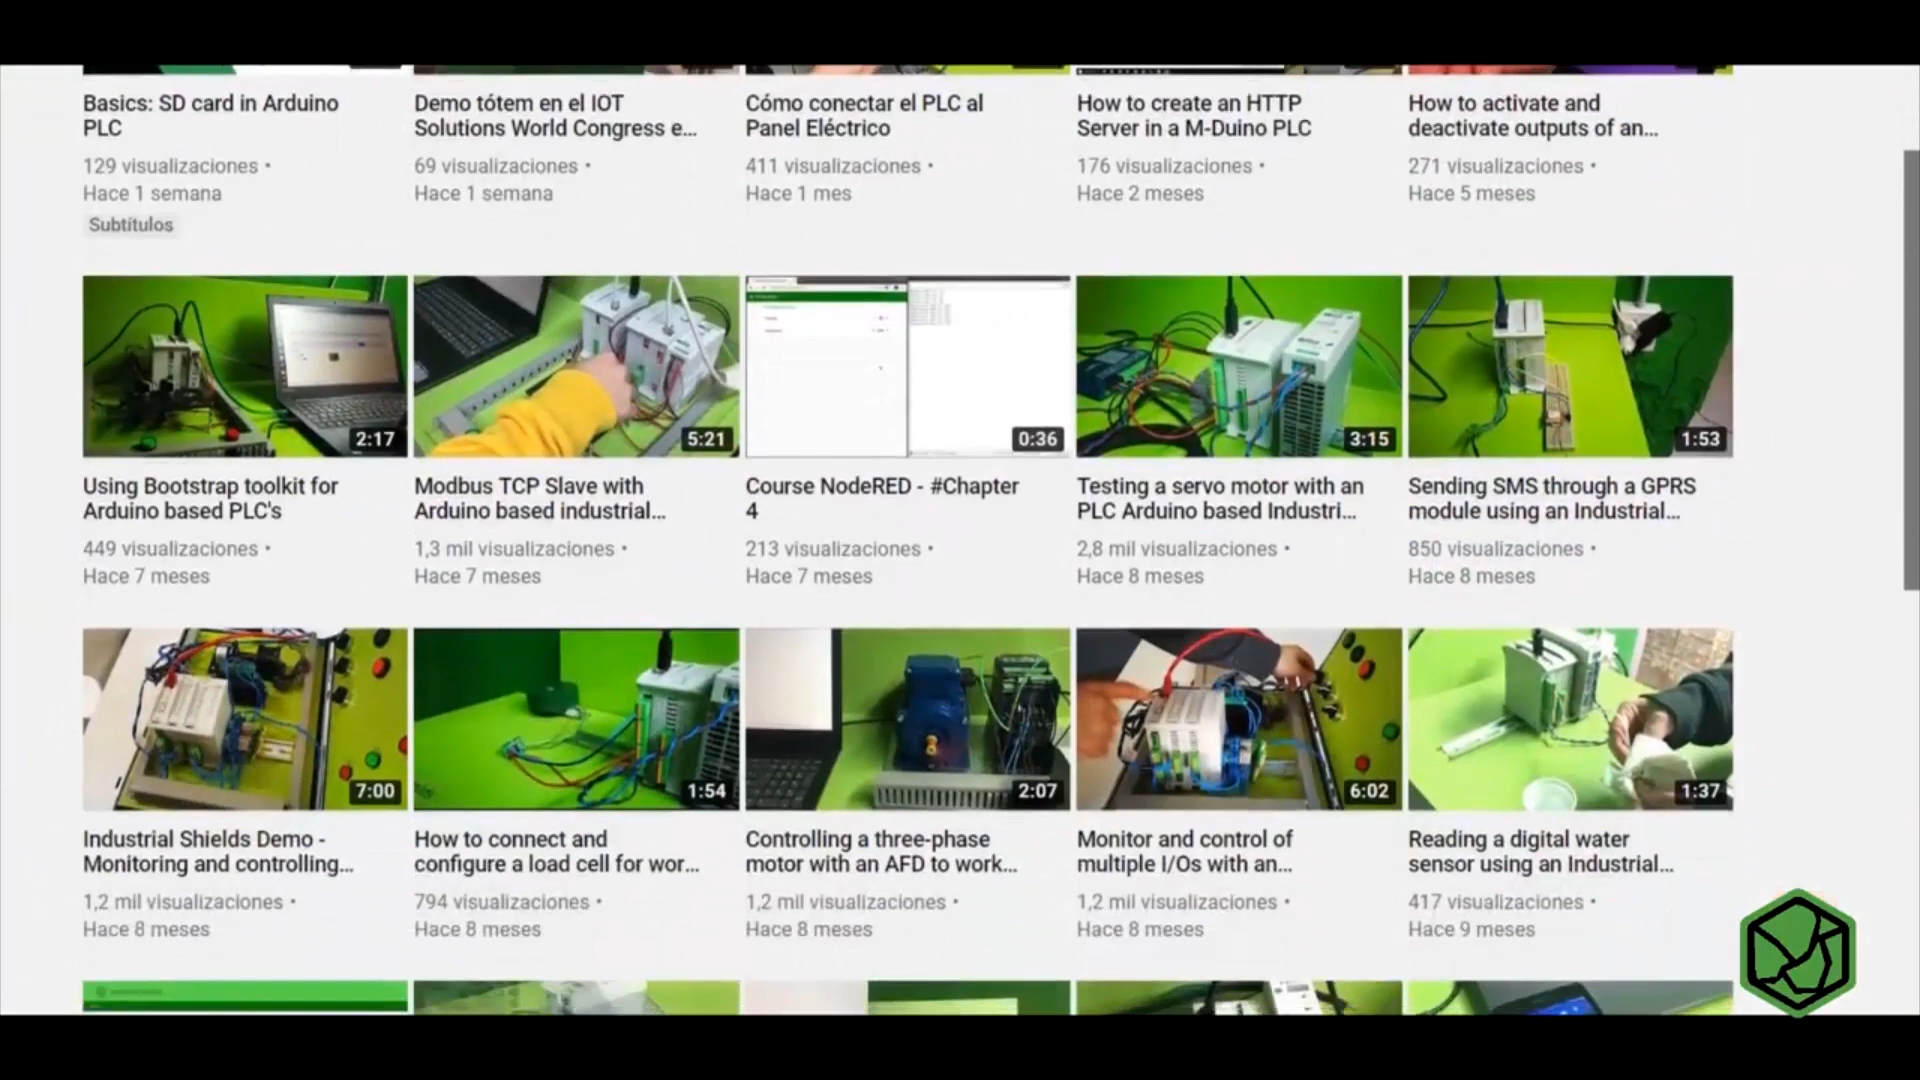 Basics: SD card in Arduino
PLC
129 visualizaciones •
Hace 1 semana
Subtítulos
Demo tótem en el IOT
Solutions World Congress e...
69 visualizaciones •
Hace 1 semana
Cómo conectar el PLC al
Panel Eléctrico
411 visualizaciones •
Hace 1 mes
How to create an HTTP
Server in a M-Duino PLC
176 visualizaciones •
Hace 2 meses
How to activate and
deactivate outputs of an...
271 visualizaciones •
Hace 5 meses
2:17
Using Bootstrap toolkit for
Arduino based PLC's
449 visualizaciones •
Hace 7 meses
5:21
Modbus TCP Slave with
Arduino based industrial...
1,3 mil visualizaciones •
Hace 7 meses
0:36
Course NodeRED - #Chapter
4
213 visualizaciones •
Hace 7 meses
3:15
Testing a servo motor with an
PLC Arduino based Industri...
2,8 mil visualizaciones •
Hace 8 meses
1:53
Sending SMS through a GPRS
module using an Industrial...
850 visualizaciones •
Hace 8 meses
7:00
Industrial Shields Demo -
Monitoring and controlling...
1,2 mil visualizaciones •
Hace 8 meses
1:54
How to connect and
configure a load cell for wor...
794 visualizaciones •
Hace 8 meses
2:07
Controlling a three-phase
motor with an AFD to work...
1,2 mil visualizaciones •
Hace 8 meses
6:02
Monitor and control of
multiple I/Os with an...
1,2 mil visualizaciones •
Hace 8 meses
1:37
Reading a digital water
sensor using an Industrial...
417 visualizaciones •
Hace 9 meses